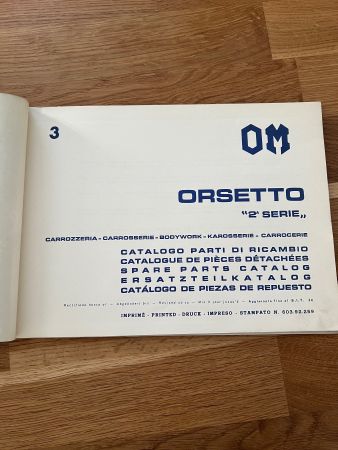 3
OM
ORSETTO
"2ª SERIE„
CARROZZERIA - CARROSSERIE - BODYWORK - KAROSSERIE - CARROCERIE
CATALOGO PARTI DI RICAMBIO
CATALOGUE DE PIÈCES DÉTACHÉES
SPARE PARTS CATALOG
ERSATZTEILKATALOG
CATÁLOGO DE PIEZAS DE REPUESTO
IMPRIMÉ - PRINTED - DRUCK - IMPRESO - STAMPATO N. 603.92.259